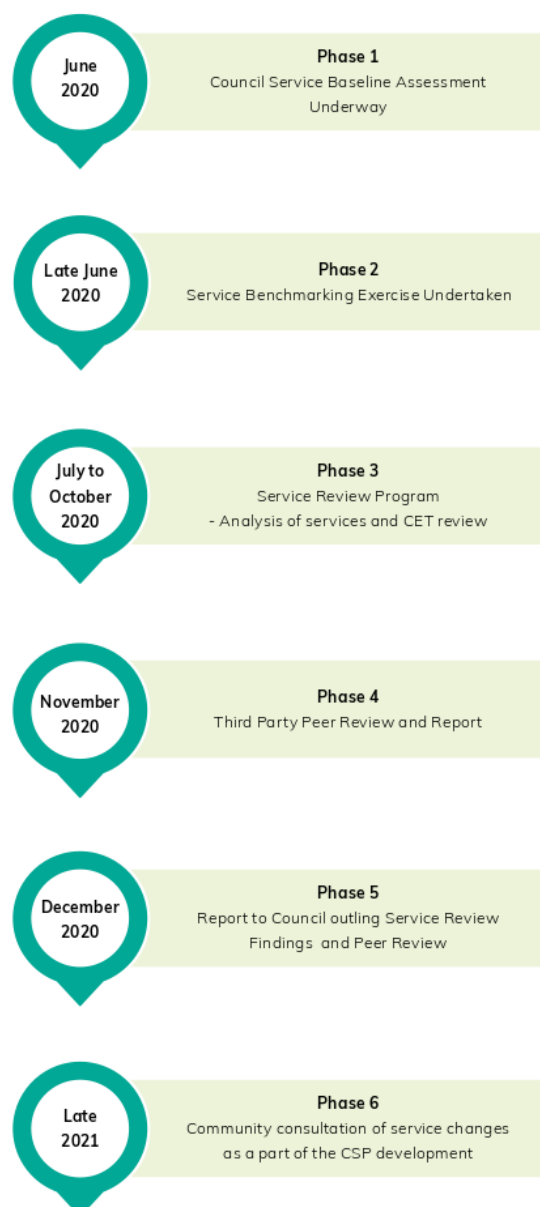 June
2020
Phase 1
Council Service Baseline Assessment
Underway
Late June
2020
Phase 2
Service Benchmarking Exercise Undertaken
July to
October
2020
Phase 3
Service Review Program
- Analysis of services and CET review
November
2020
Phase 4
Third Party Peer Review and Report
December
2020
Phase 5
Report to Council outling Service Review
Findings and Peer Review
Late
2021
Phase 6
Community consultation of service changes
as a part of the CSP development